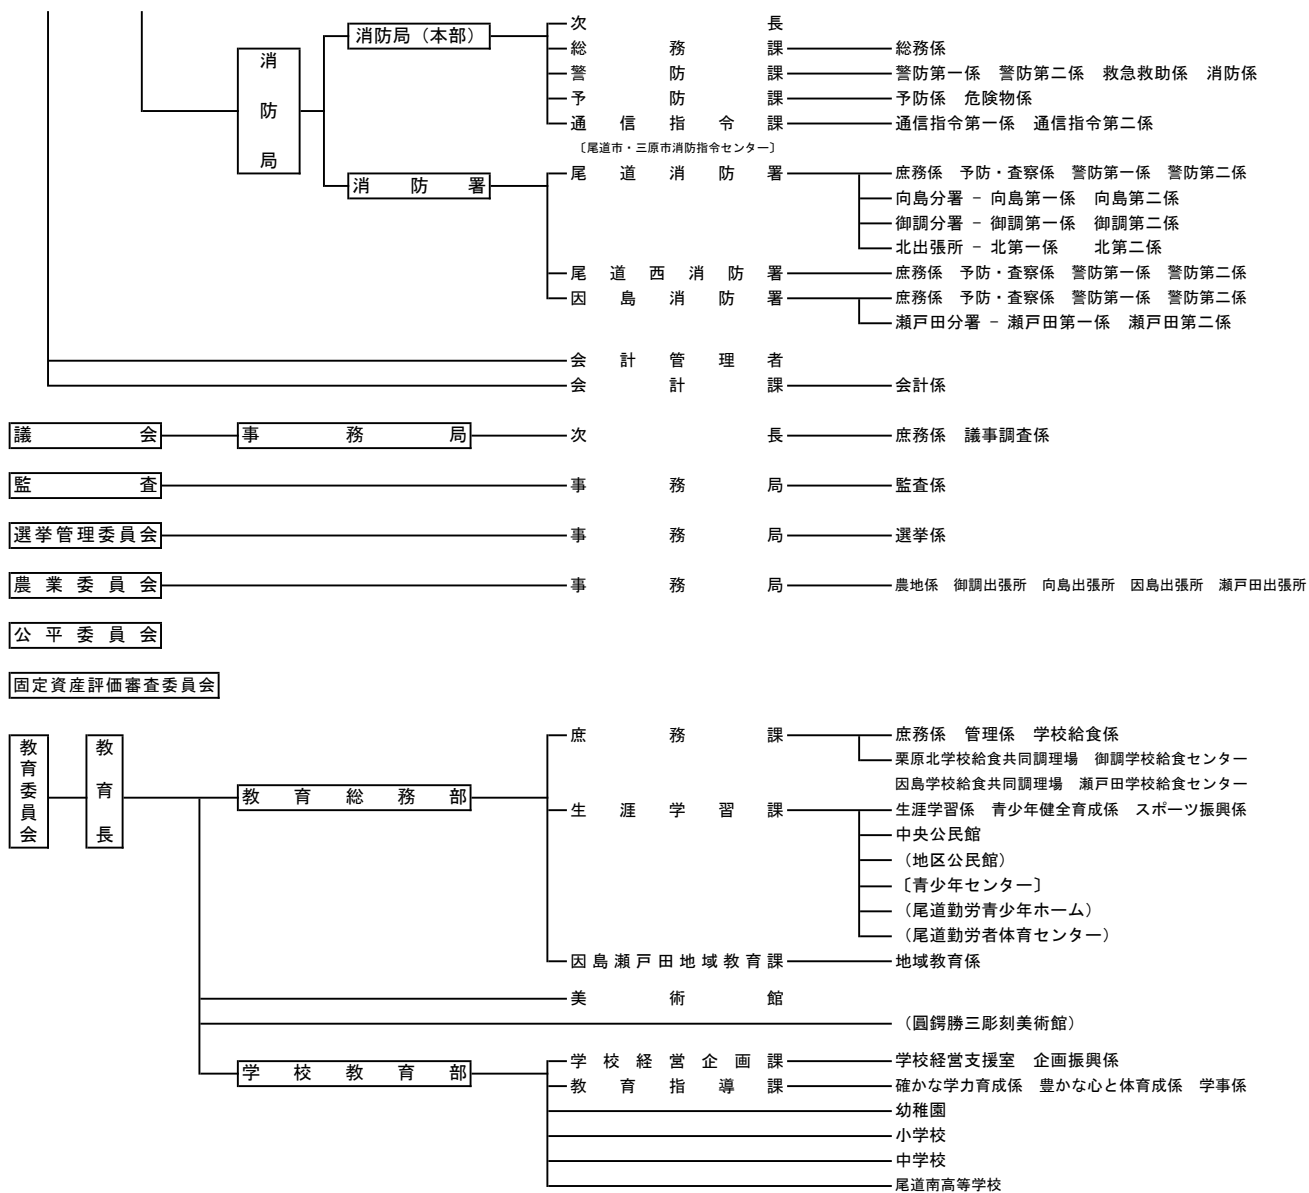 次長
消防局（本部）
総務課 総務係
消防局
警防課 警防第一係 警防第二係 救急救助係 消防係
予防課 予防係 危険物係
通信指令課 通信指令第一係 通信指令第二係
〔尾道市・三原市消防指令センター〕
消防署
尾道消防署 庶務係 予防・査察係 警防第一係 警防第二係
向島分署 － 向島第一係 向島第二係
御調分署 － 御調第一係 御調第二係
北出張所 － 北第一係 北第二係
尾道西消防署 庶務係 予防・査察係 警防第一係 警防第二係
因島消防署 庶務係 予防・査察係 警防第一係 警防第二係
瀬戸田分署 － 瀬戸田第一係 瀬戸田第二係
会計管理者
会計課 会計係
議会 事務局 次長 庶務係 議事調査係
監査 事務局 監査係
選挙管理委員会 事務局 選挙係
農業委員会 事務局 農地係 御調出張所 向島出張所 因島出張所 瀬戸田出張所
公平委員会
固定資産評価審査委員会
教育委員会 教育長
教育総務部
庶務課 庶務係 管理係 学校給食係
栗原北学校給食共同調理場 御調学校給食センター
因島学校給食共同調理場 瀬戸田学校給食センター
生涯学習課 生涯学習係 青少年健全育成係 スポーツ振興係
中央公民館
（地区公民館）
〔青少年センター〕
（尾道勤労青少年ホーム）
（尾道勤労者体育センター）
因島瀬戸田地域教育課 地域教育係
美術館
（圓鍔勝三彫刻美術館）
学校教育部
学校経営企画課 学校経営支援室 企画振興係
教育指導課 確かな学力育成係 豊かな心と体育成係 学事係
幼稚園
小学校
中学校
尾道南高等学校